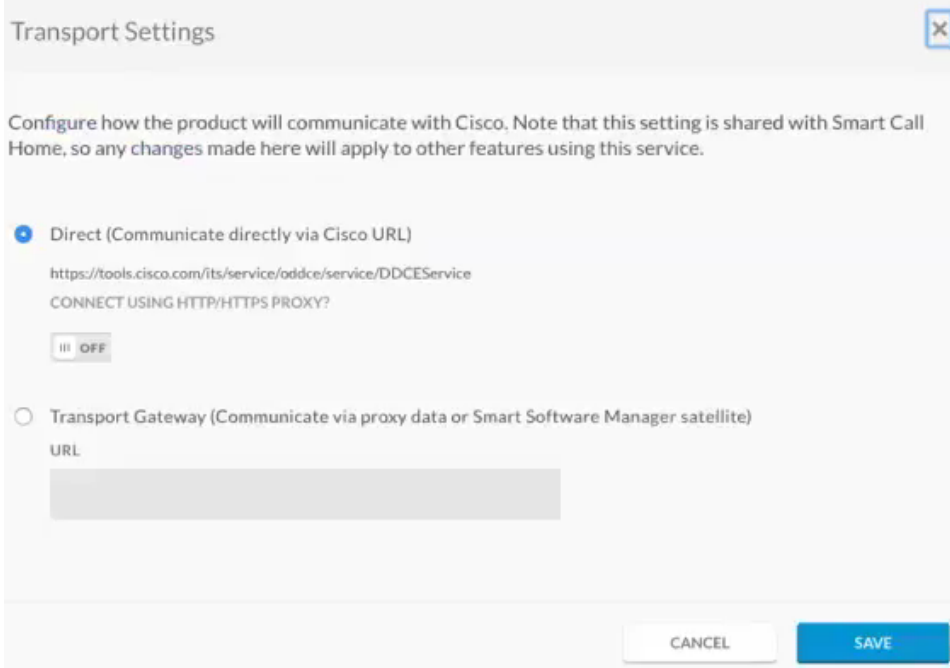 Transport Settings
Configure how the product will communicate with Cisco. Note that this setting is shared with Smart Call
Home, so any changes made here will apply to other features using this service.
Direct (Communicate directly via Cisco URL)
https://tools.cisco.com/its/service/oddce/service/DDCEService
CONNECT USING HTTP/HTTPS PROXY?
OFF
Transport Gateway (Communicate via proxy data or Smart Software Manager satellite)
URL
CANCEL
SAVE